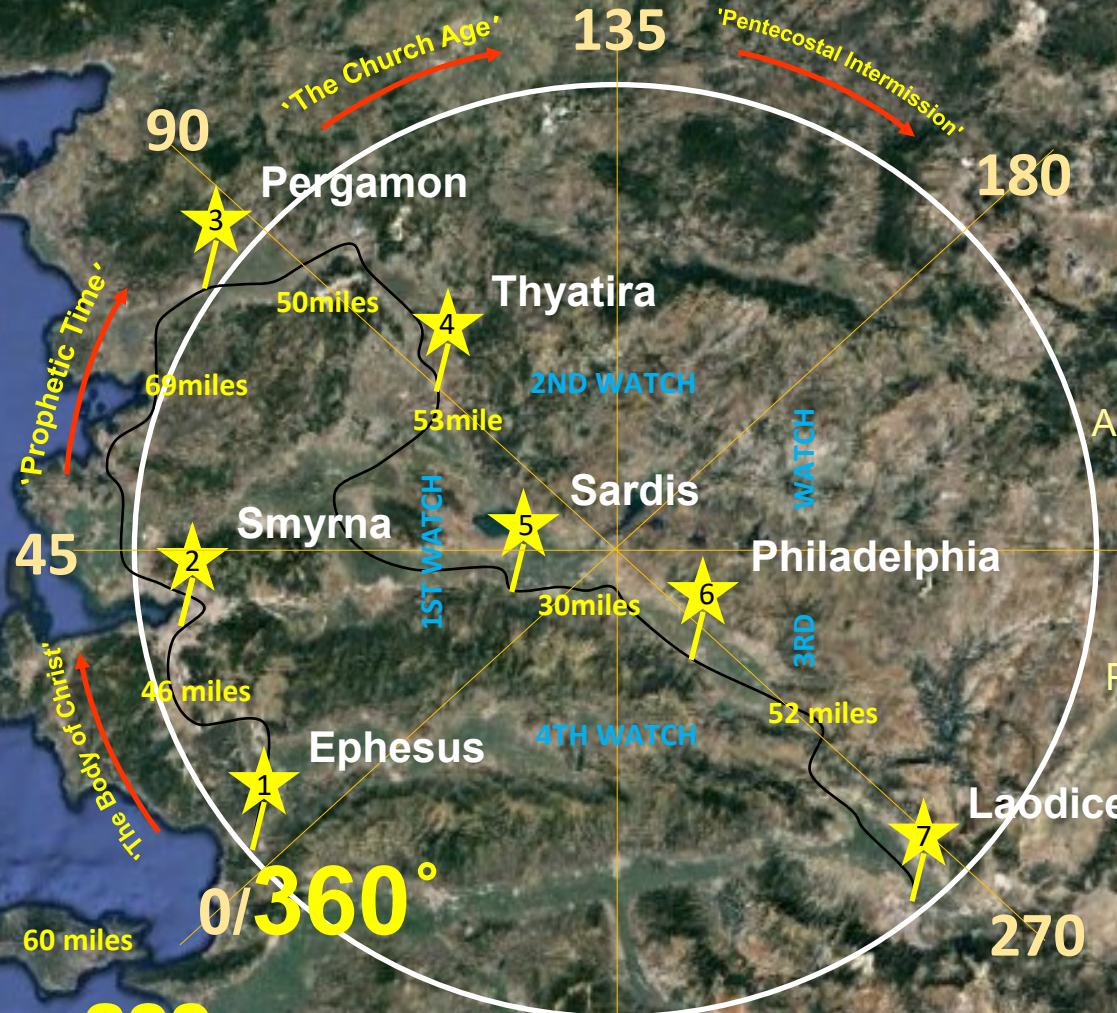 'The Church Age'
135
'Pentecostal Intermission'
90
180
Pergamon
3
'Prophetic Time'
50miles
Thyatira
4
69miles
2ND WATCH
53mile
A
WATCH
1ST WATCH
Sardis
5
Smyrna
2
45
Philadelphia
6
30miles
3RD
'The Body of Christ'
46 miles
52 miles
4TH WATCH
Ephesus
1
Laodice
7
0/360°
60 miles
270